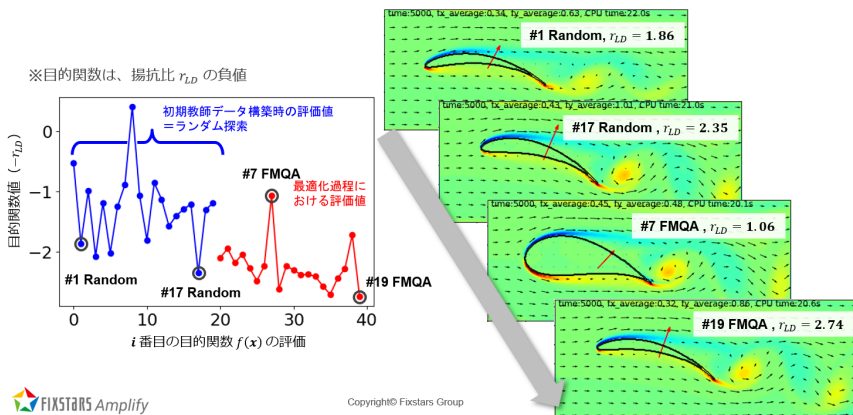 ※目的関数は、揚抗比 r_LD の負値
目的関数値（−r_LD）
0
−1
−2
初期教師データ構築時の評価値
＝ランダム探索
#7 FMQA
最適化過程に
おける評価値
#1 Random
#17 Random
#19 FMQA
0 10 20 30 40
i 番目の目的関数 f(x) の評価
time:5000, fx_average:0.34, fy_average:0.63, CPU time:22.0s
#1 Random, r_LD = 1.86
time:5000, fx_average:0.43, fy_average:1.01, CPU time:21.0s
#17 Random , r_LD = 2.35
time:5000, fx_average:0.45, fy_average:0.48, CPU time:20.1s
#7 FMQA , r_LD = 1.06
time:5000, fx_average:0.32, fy_average:0.86, CPU time:20.6s
#19 FMQA , r_LD = 2.74
FIXSTARS Amplify
Copyright© Fixstars Group